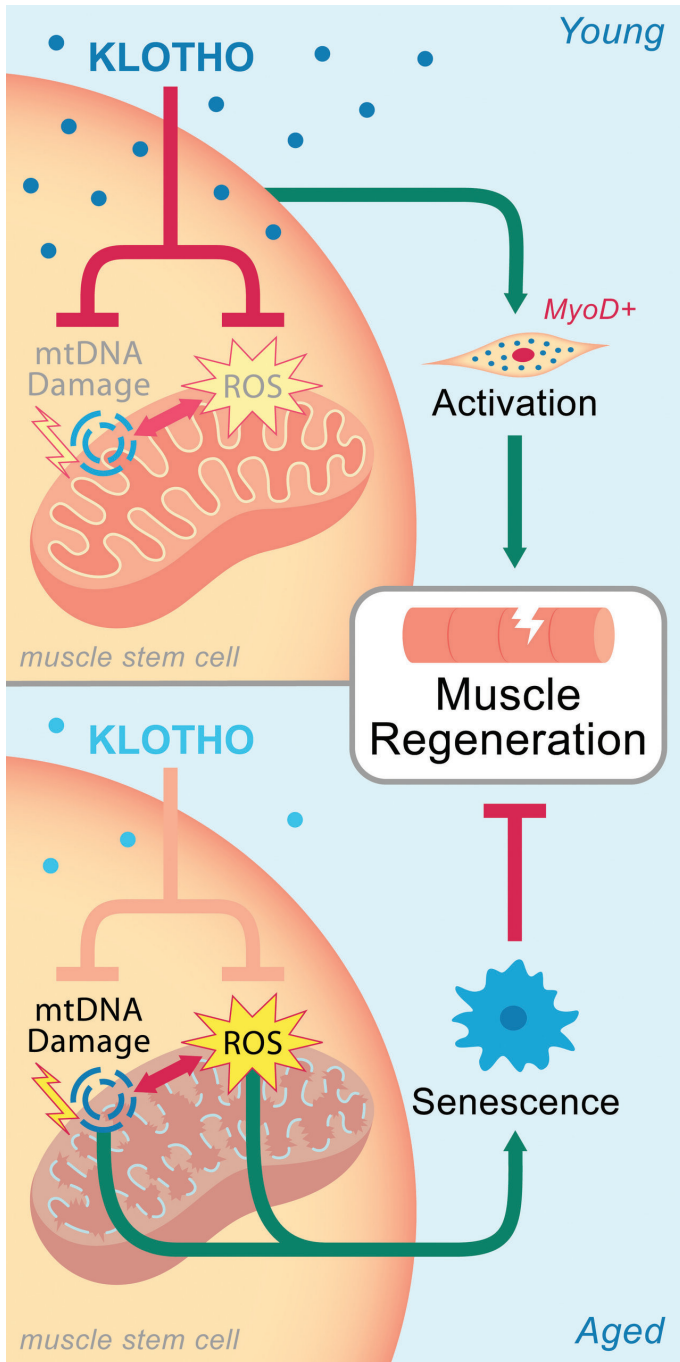 Young
KLOTHO
MyoD+
mtDNA
Damage
ROS
Activation
muscle stem cell
Muscle
Regeneration
KLOTHO
mtDNA
Damage
ROS
Senescence
muscle stem cell
Aged